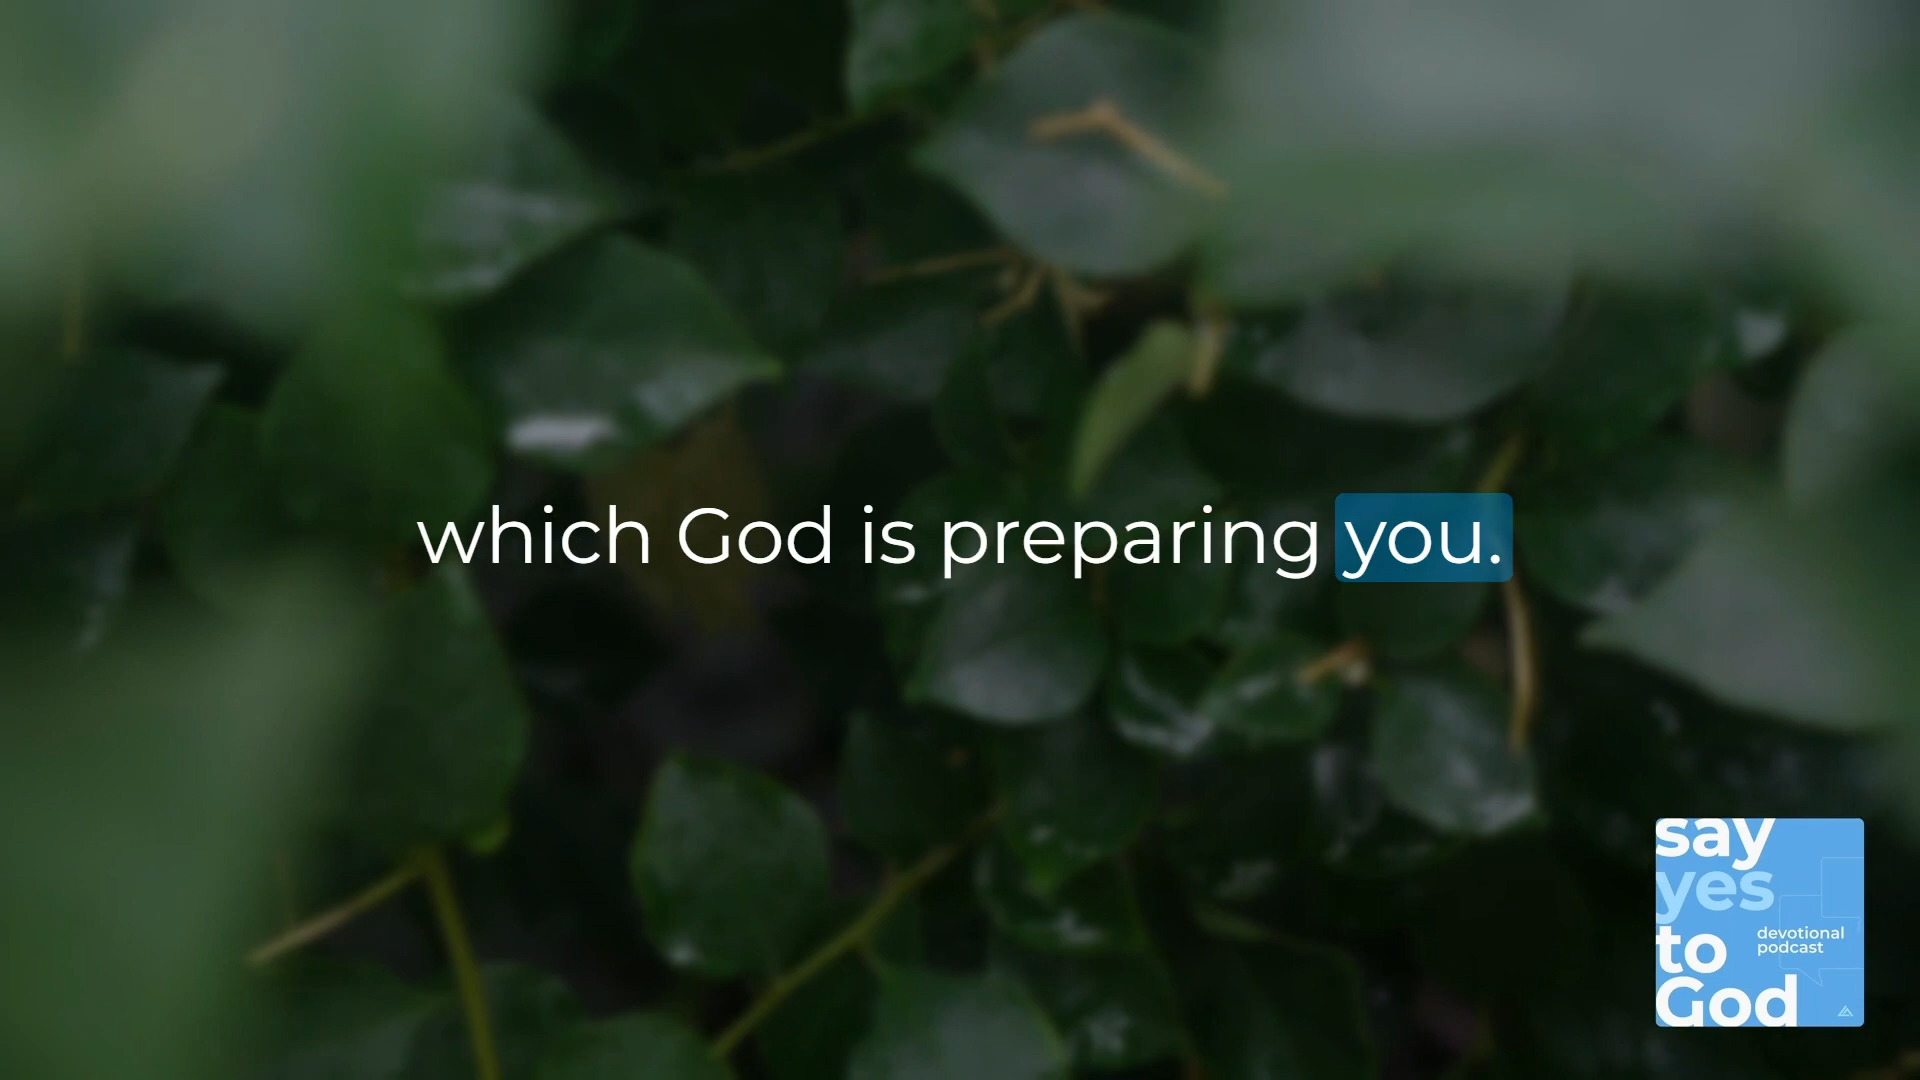 which God is preparing you.
say
yes
to
God
devotional
podcast